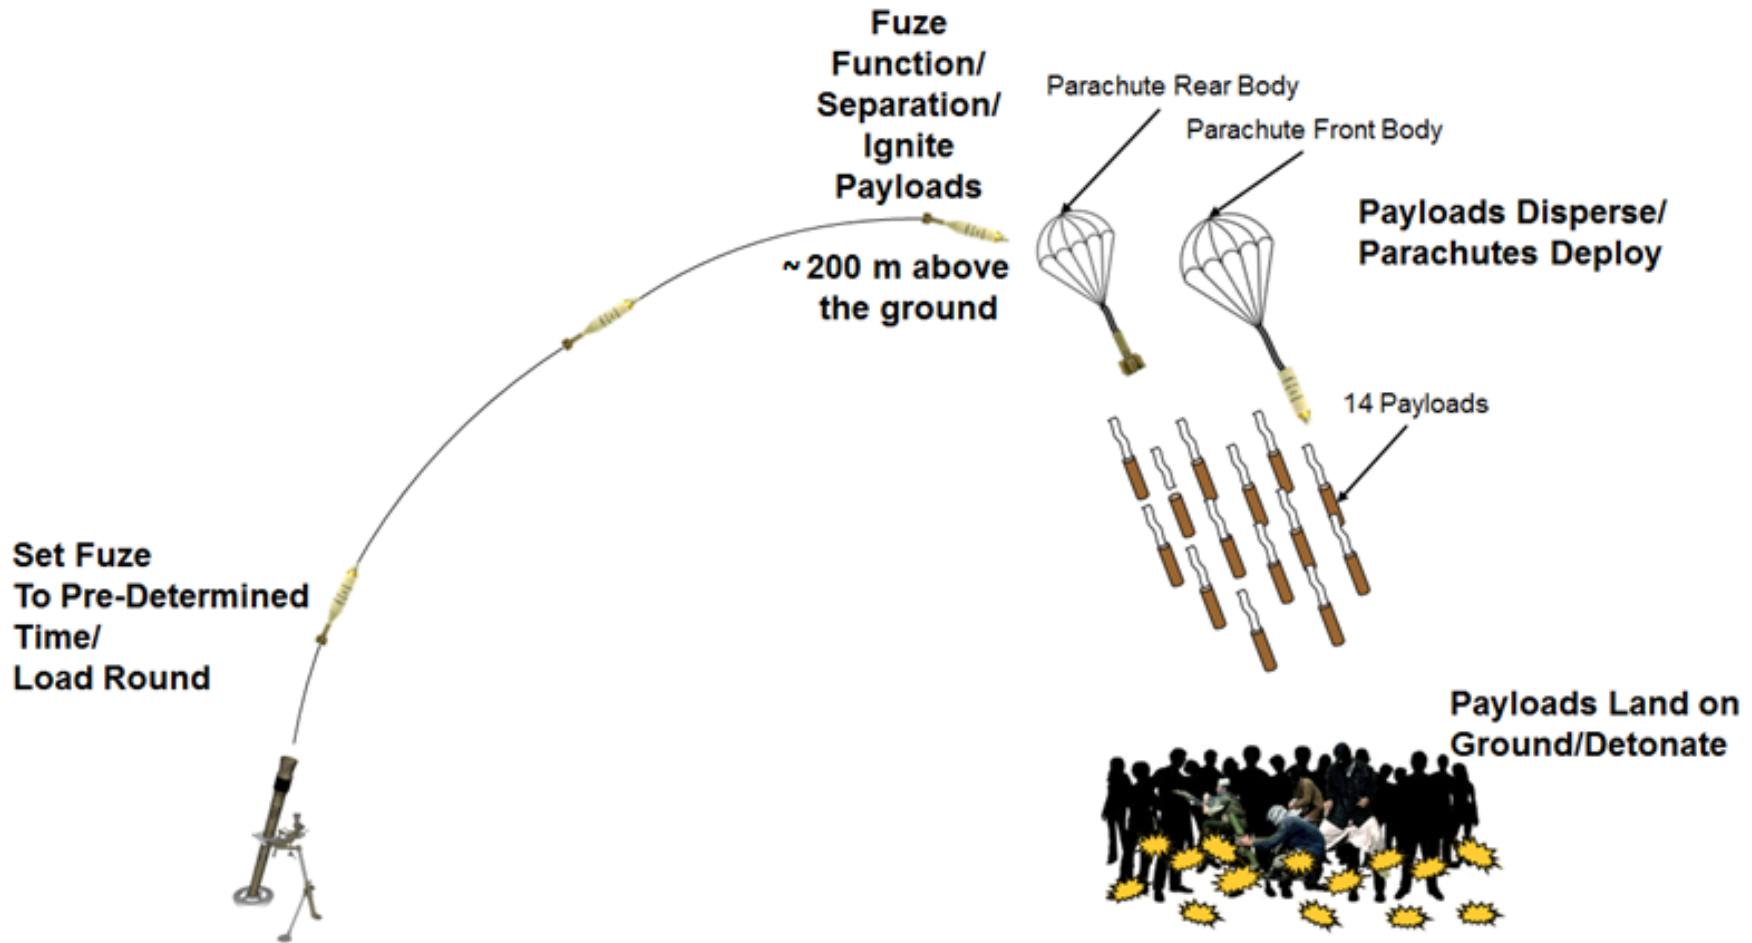 Fuze
Function/
Separation/
Ignite
Payloads
~ 200 m above
the ground
Parachute Rear Body
Parachute Front Body
Payloads Disperse/
Parachutes Deploy
14 Payloads
Set Fuze
To Pre-Determined
Time/
Load Round
Payloads Land on
Ground/Detonate